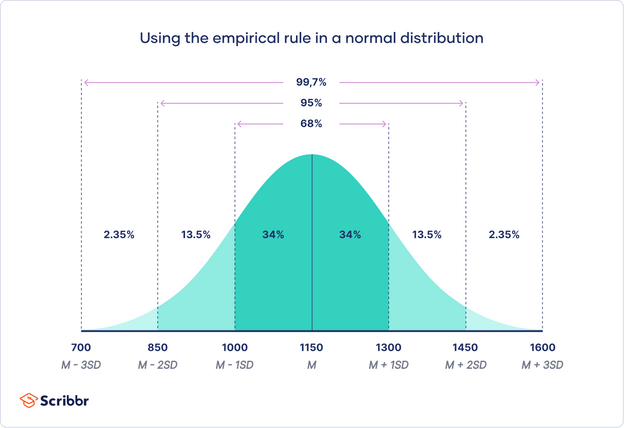 Using the empirical rule in a normal distribution
99,7%
95%
68%
2.35% 13.5% 34% 34% 13.5% 2.35%
700 850 1000 1150 1300 1450 1600
M - 3SD M - 2SD M - 1SD M M + 1SD M + 2SD M + 3SD
Scribbr